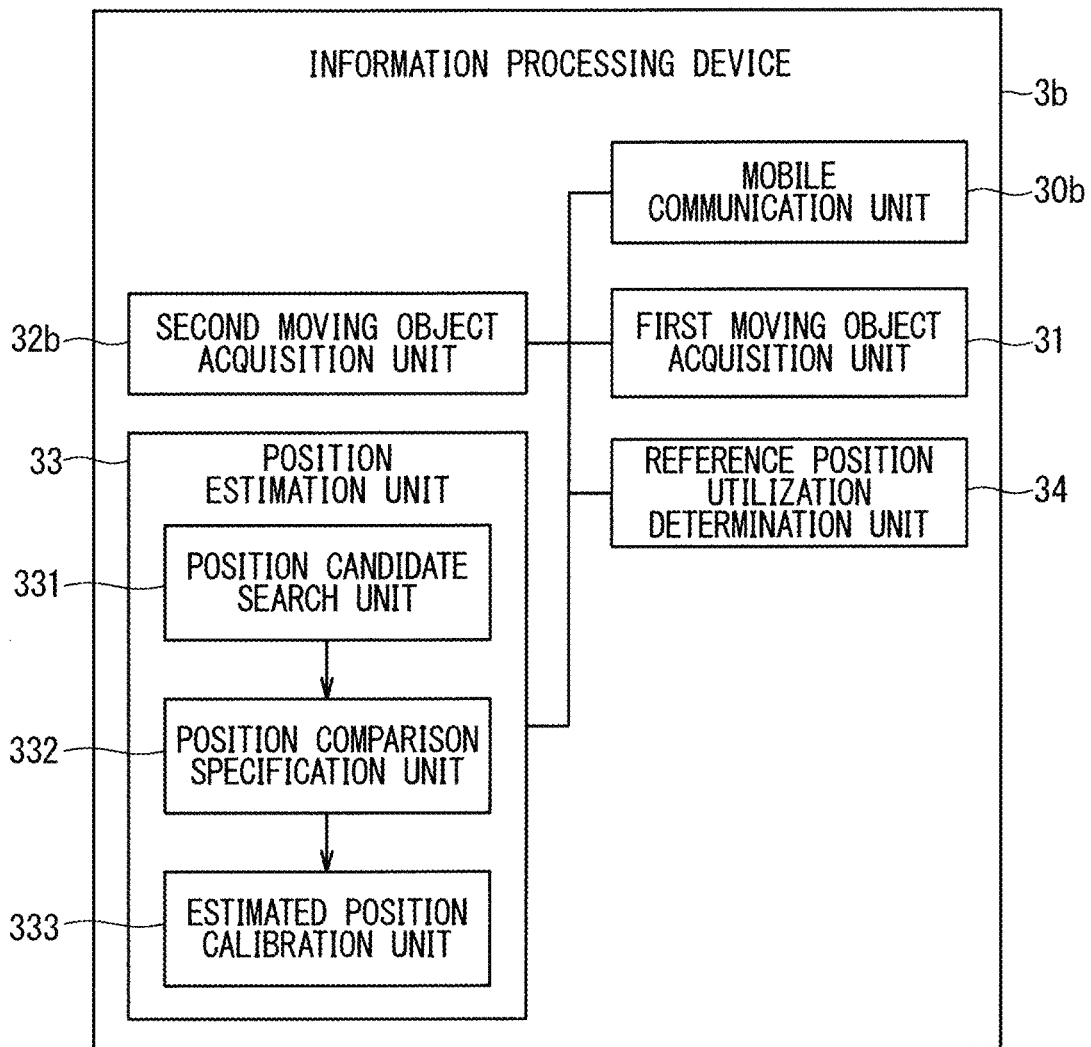 INFORMATION PROCESSING DEVICE
3b
MOBILE
COMMUNICATION UNIT
30b
32b
SECOND MOVING OBJECT
ACQUISITION UNIT
FIRST MOVING OBJECT
ACQUISITION UNIT
31
33
POSITION
ESTIMATION UNIT
REFERENCE POSITION
UTILIZATION
DETERMINATION UNIT
34
331
POSITION CANDIDATE
SEARCH UNIT
332
POSITION COMPARISON
SPECIFICATION UNIT
333
ESTIMATED POSITION
CALIBRATION UNIT